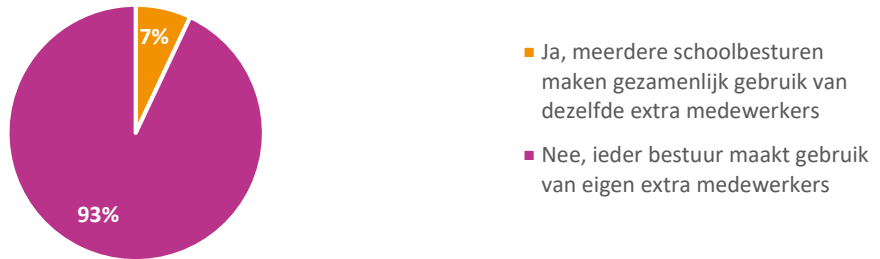 7%
93%
Ja, meerdere schoolbesturen
maken gezamenlijk gebruik van
dezelfde extra medewerkers
Nee, ieder bestuur maakt gebruik
van eigen extra medewerkers